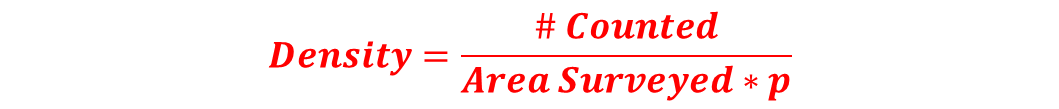 Density = # Counted / Area Surveyed * p